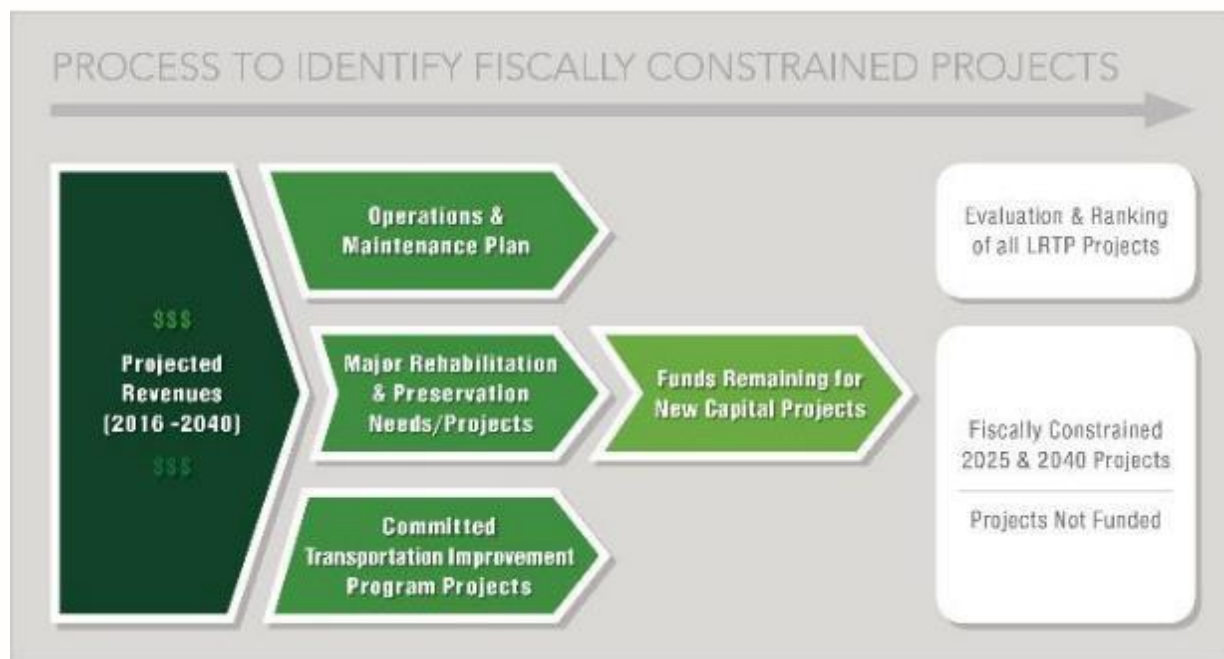 PROCESS TO IDENTIFY FISCALLY CONSTRAINED PROJECTS
$$$
Projected
Revenues
(2016 -2040)
$$$
Operations &
Maintenance Plan
Major Rehabilitation
& Preservation
Needs/Projects
Committed
Transportation Improvement
Program Projects
Funds Remaining for
New Capital Projects
Evaluation & Ranking
of all LRTP Projects
Fiscally Constrained
2025 & 2040 Projects
Projects Not Funded